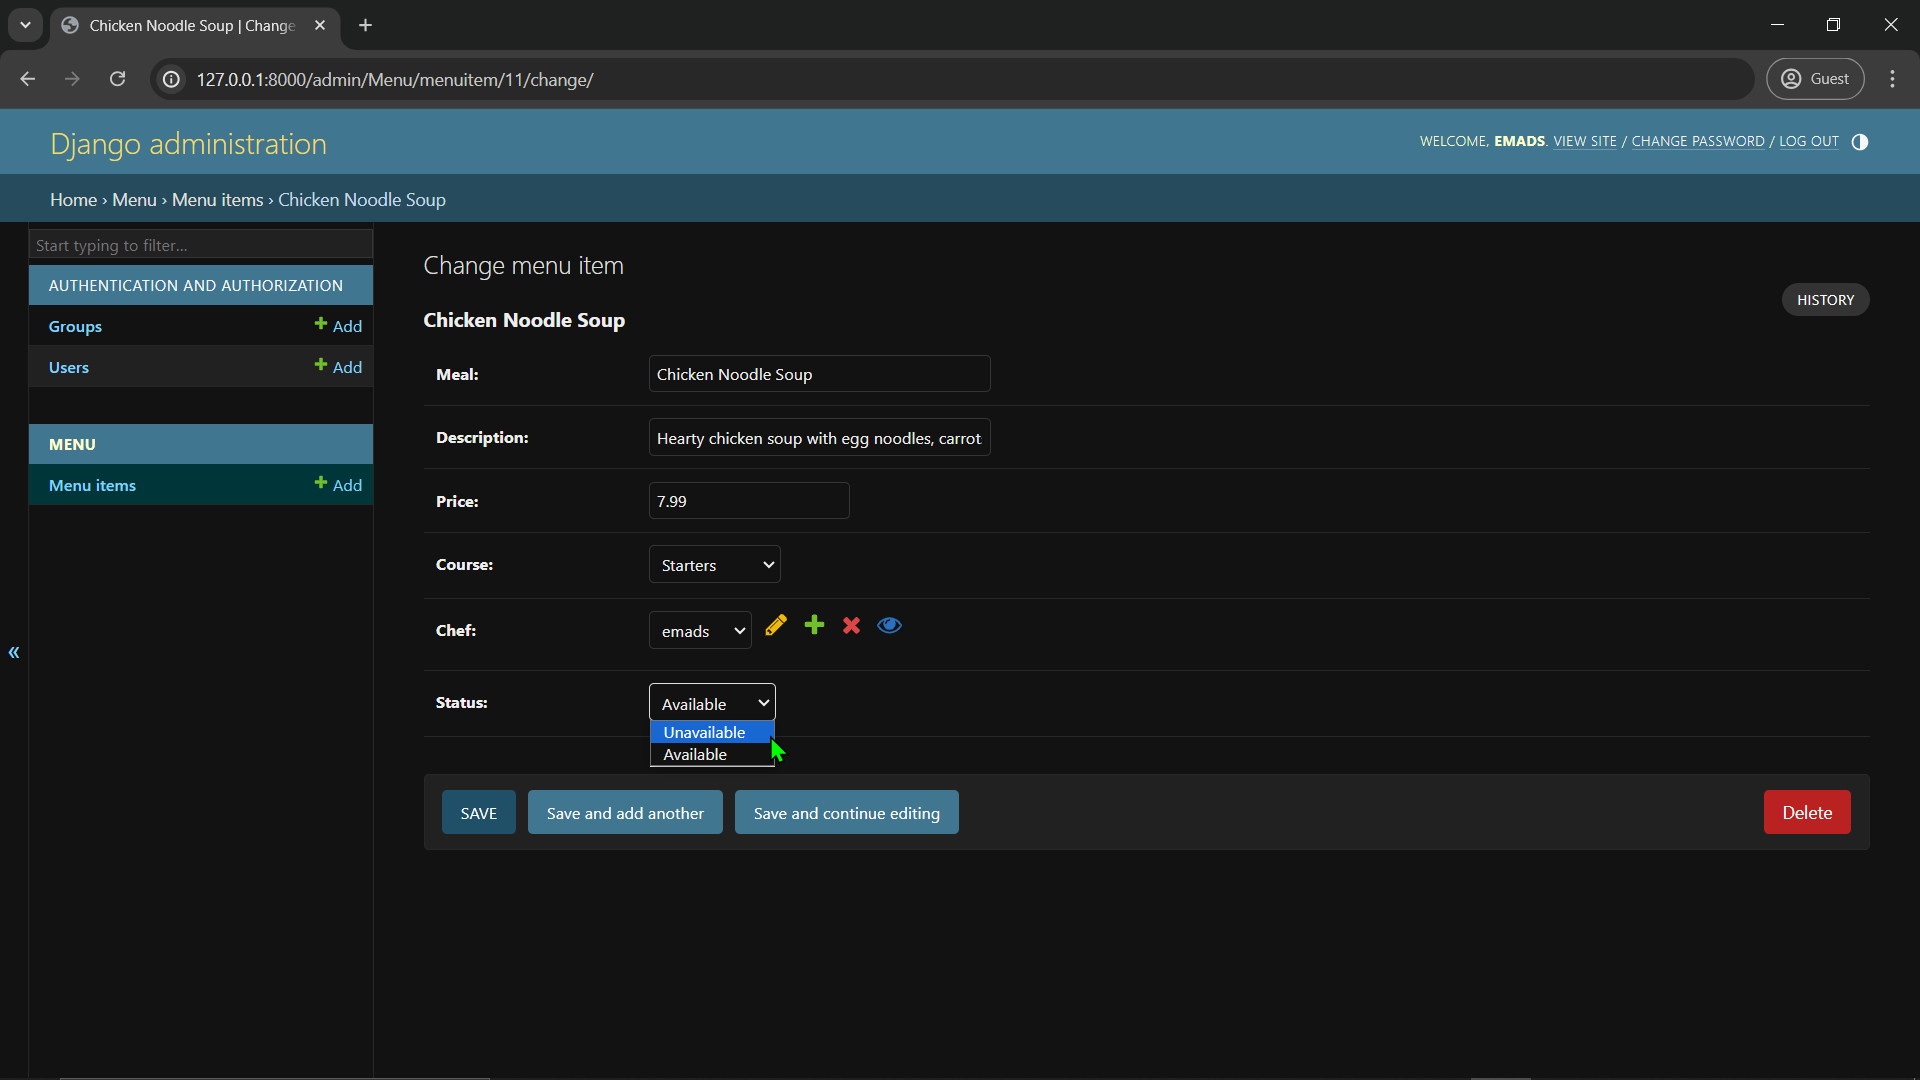 Chicken Noodle Soup | Change
127.0.0.1:8000/admin/Menu/menuitem/11/change/
Guest
Django administration
WELCOME, EMADS. VIEW SITE / CHANGE PASSWORD / LOG OUT
Home › Menu › Menu items › Chicken Noodle Soup
Start typing to filter...
AUTHENTICATION AND AUTHORIZATION
Groups + Add
Users + Add
MENU
Menu items + Add
«
Change menu item
HISTORY
Chicken Noodle Soup
Meal: Chicken Noodle Soup
Description: Hearty chicken soup with egg noodles, carrot
Price: 7.99
Course: Starters
Chef: emads
Status: Available
Unavailable
Available
SAVE Save and add another Save and continue editing Delete